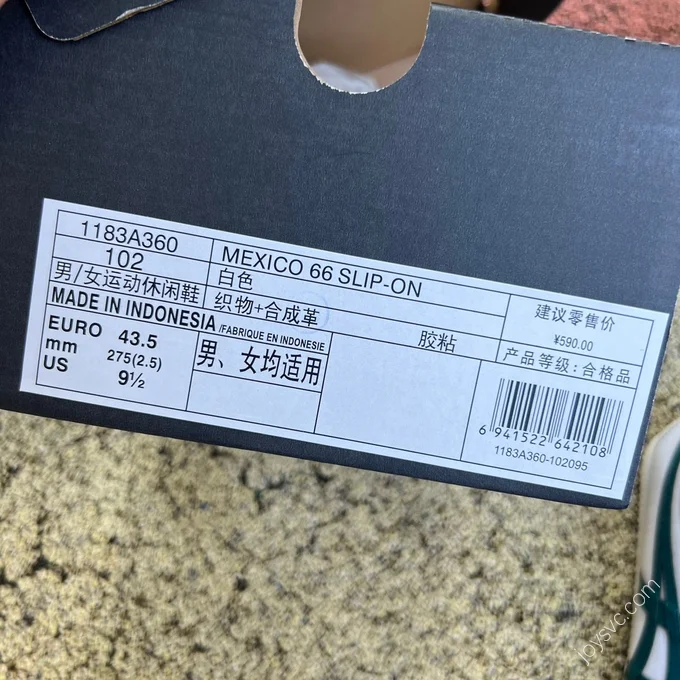 1183A360
102
男/女运动休闲鞋
MEXICO 66 SLIP-ON
白色
织物+合成革
胶粘
MADE IN INDONESIA /FABRIQUE EN INDONESIE
EURO 43.5
mm 275(2.5)
US 9½
男、女均适用
建议零售价
¥590.00
产品等级:合格品
6 941522 642108
1183A360-102095
joysvc.com